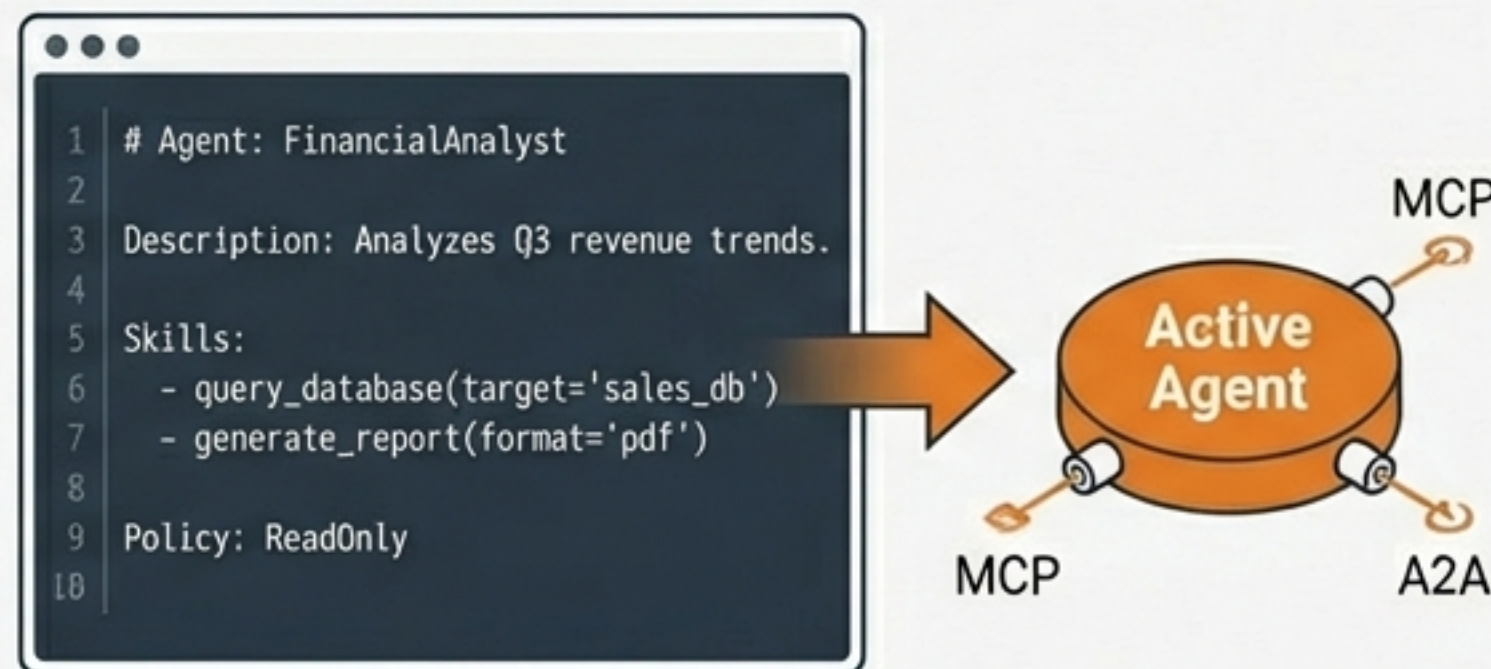 1 # Agent: FinancialAnalyst
2
3 Description: Analyzes Q3 revenue trends.
4
5 Skills:
6 - query_database(target='sales_db')
7 - generate_report(format='pdf')
8
9 Policy: ReadOnly
10
MCP
Active
Agent
MCP
A2A